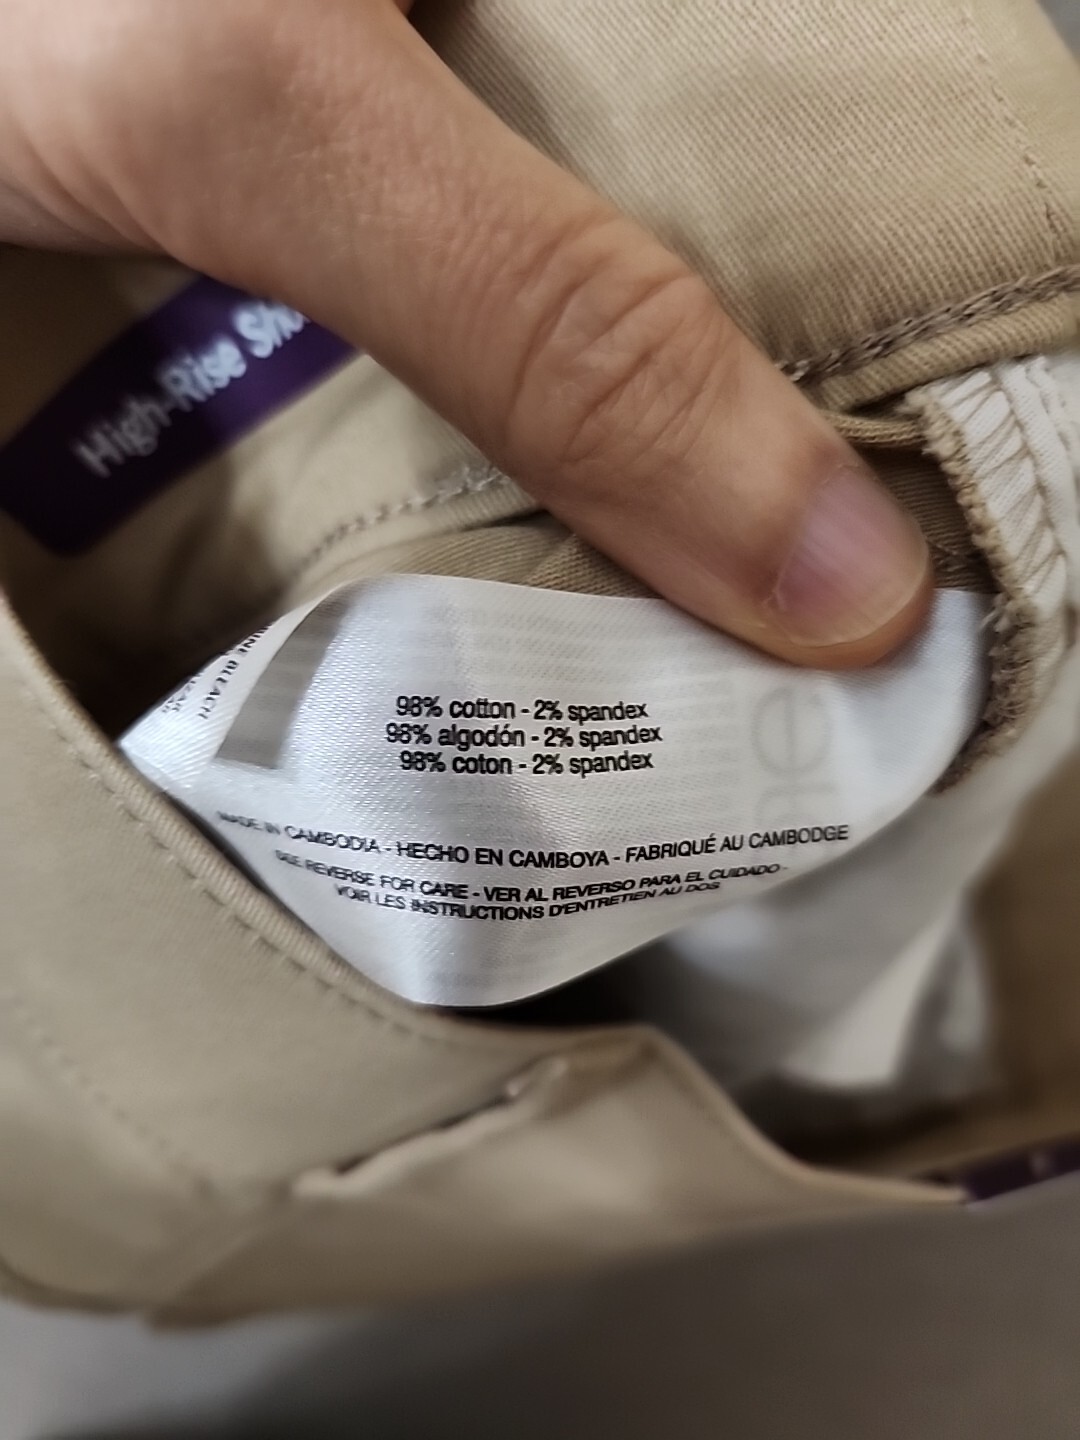 High-Rise
98% cotton - 2% spandex
98% algodón - 2% spandex
98% coton - 2% spandex
MADE IN CAMBODIA - HECHO EN CAMBOYA - FABRIQUÉ AU CAMBODGE
SEE REVERSE FOR CARE - VER AL REVERSO PARA EL CUIDADO -
VOIR LES INSTRUCTIONS D'ENTRETIEN AU DOS
BLEACH